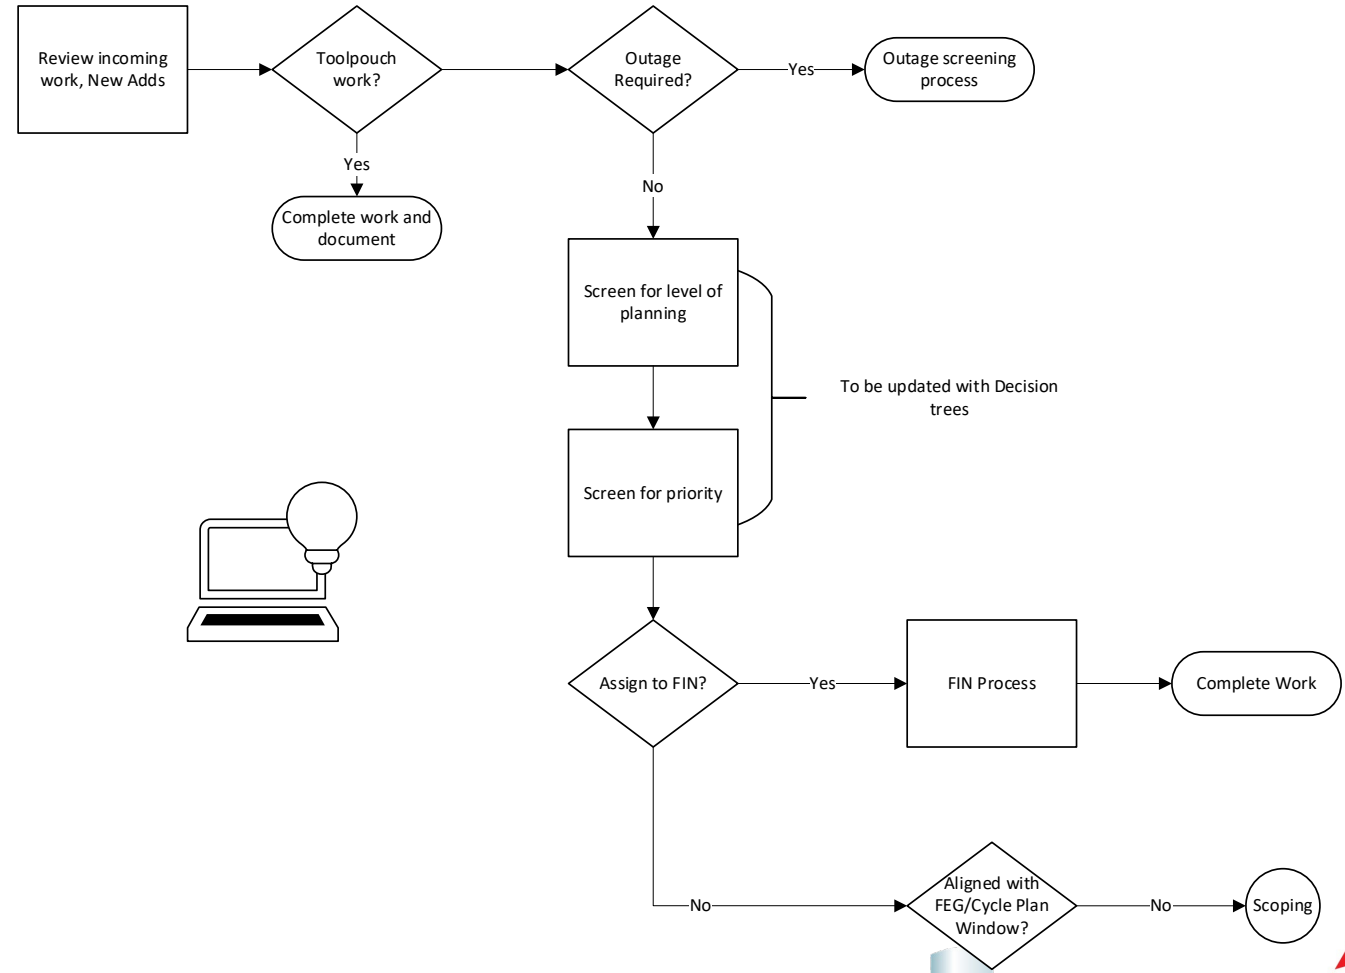 Review incoming
work, New Adds
Toolpouch
work?
Outage
Required?
Yes
Outage screening
process
Yes
Complete work and
document
No
Screen for level of
planning
To be updated with Decision
trees
Screen for priority
Assign to FIN?
Yes
FIN Process
Complete Work
No
Aligned with
FEG/Cycle Plan
Window?
No
Scoping